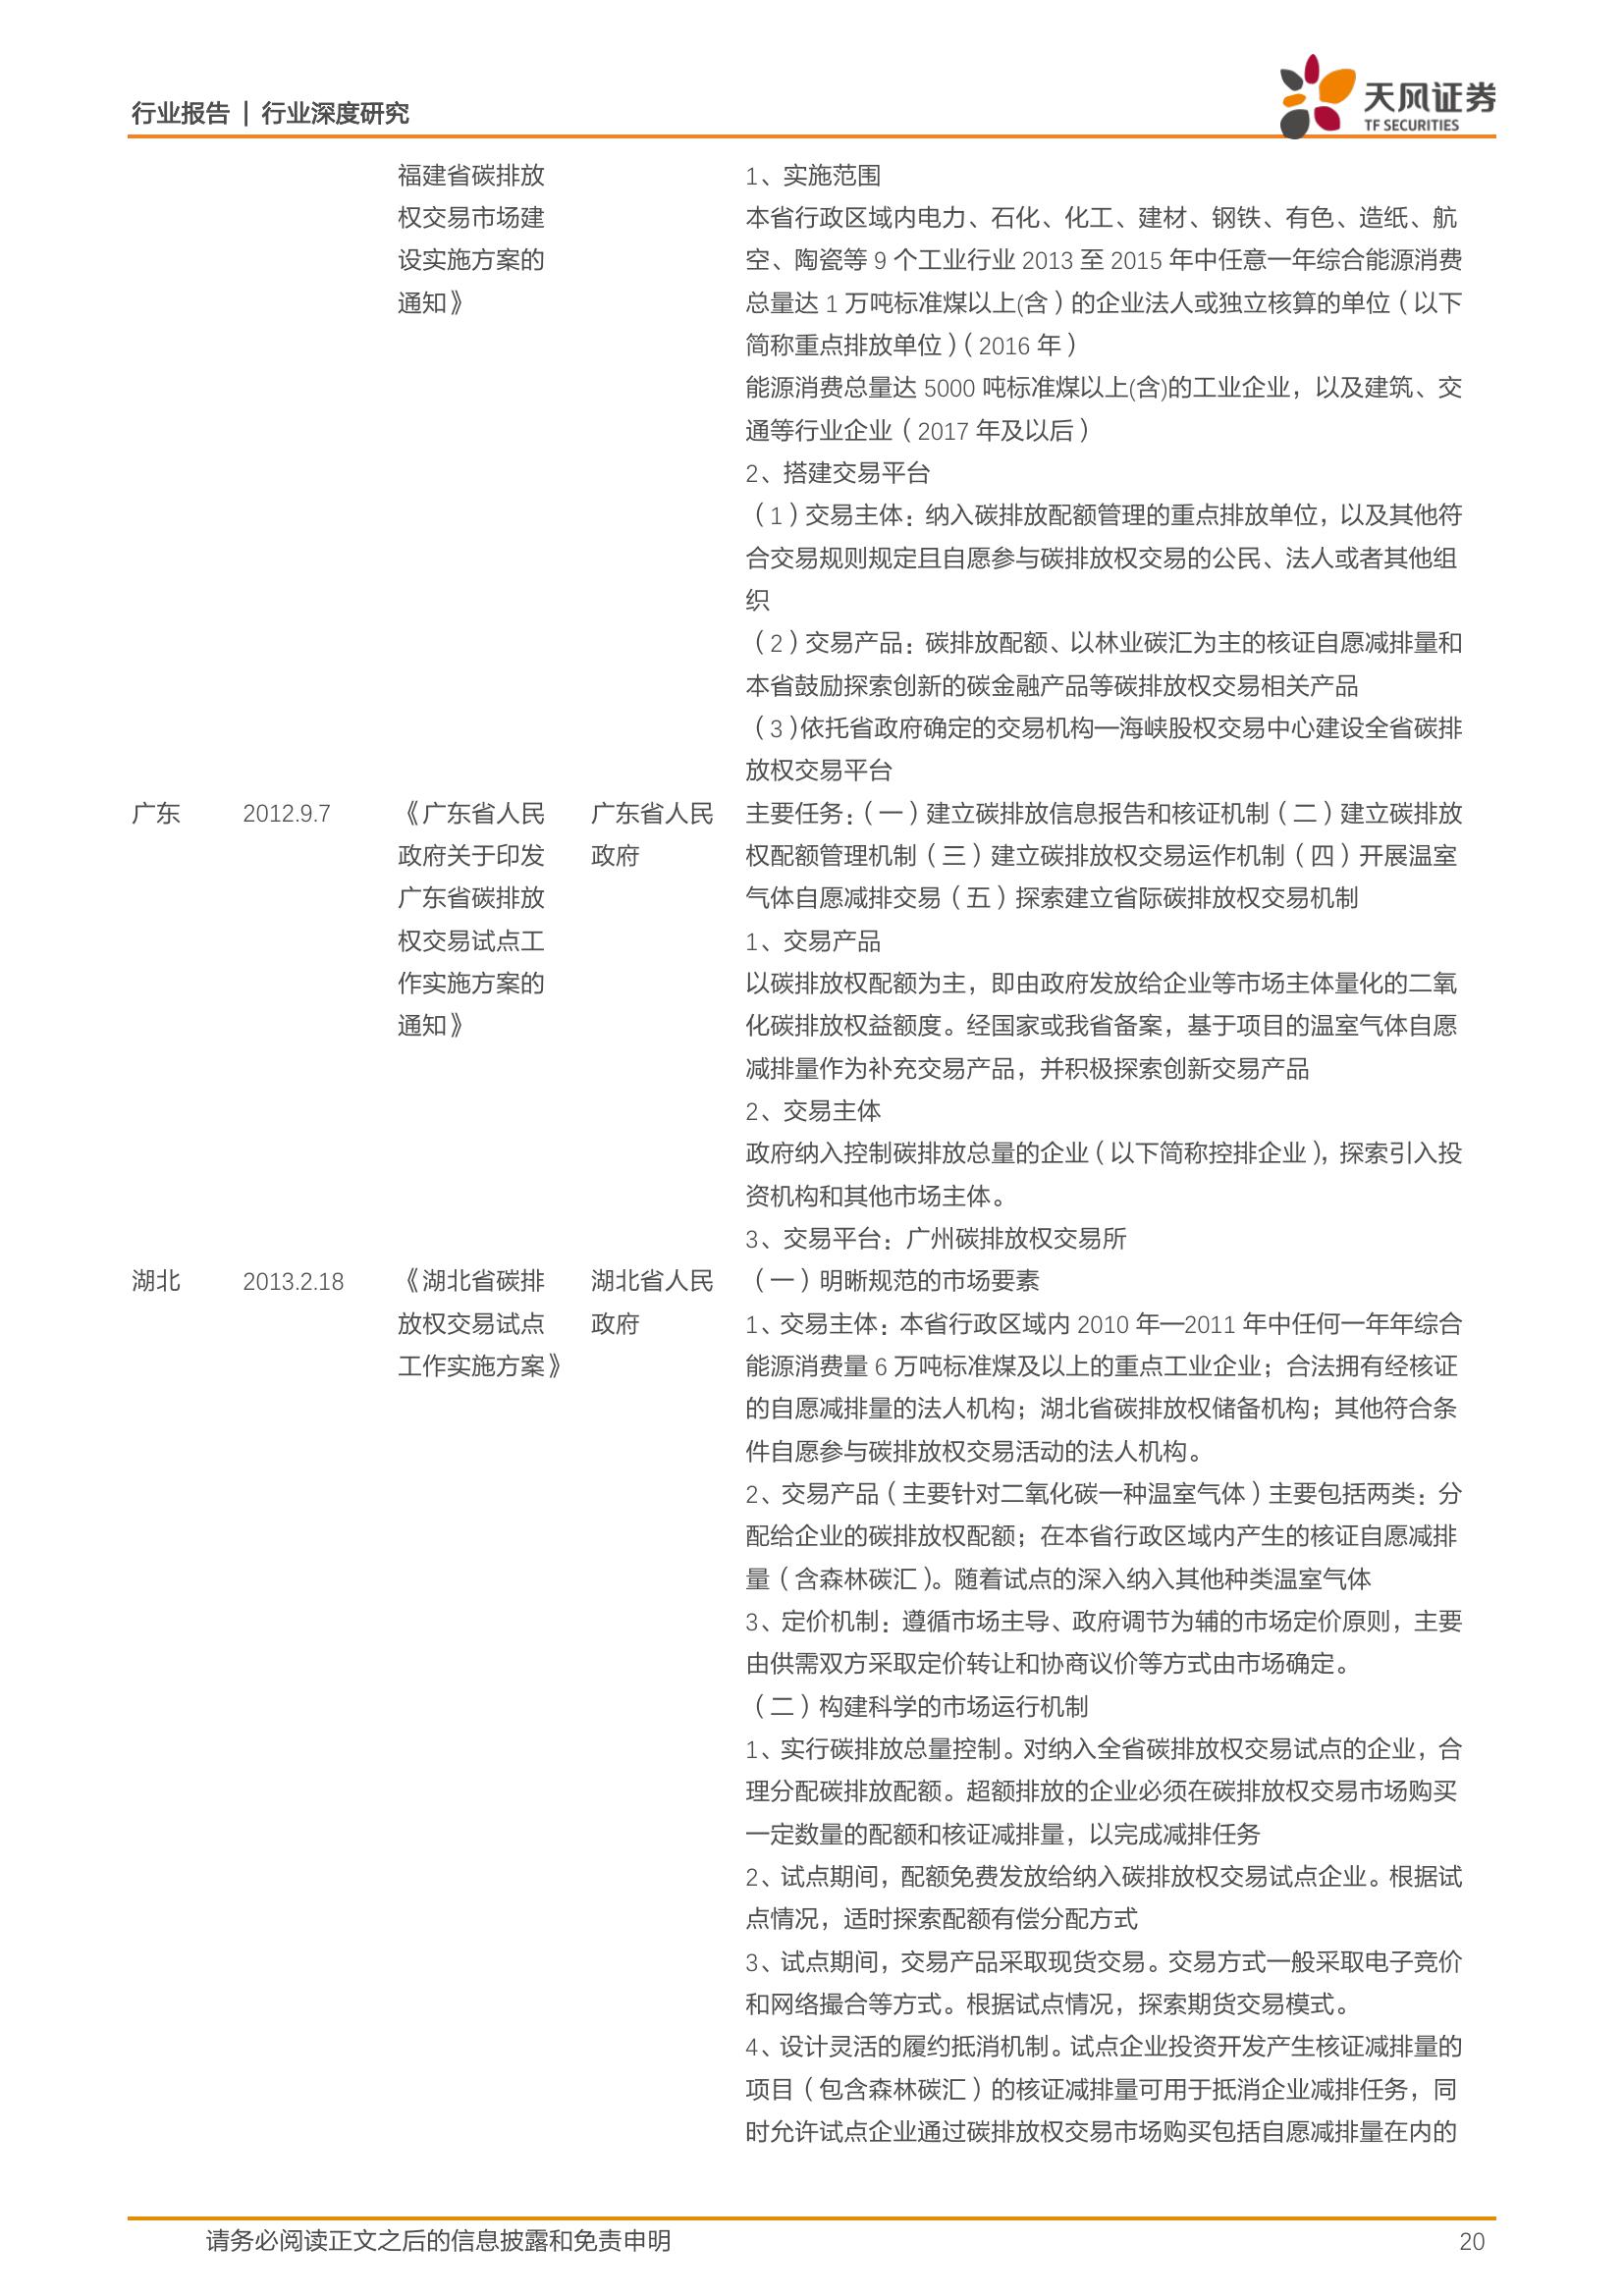 行业报告 | 行业深度研究
天风证券
TF SECURITIES
福建省碳排放
权交易市场建
设实施方案的
通知》
1、实施范围
本省行政区域内电力、石化、化工、建材、钢铁、有色、造纸、航
空、陶瓷等 9 个工业行业 2013 至 2015 年中任意一年综合能源消费
总量达 1 万吨标准煤以上(含）的企业法人或独立核算的单位（以下
简称重点排放单位）（2016 年）
能源消费总量达 5000 吨标准煤以上(含)的工业企业，以及建筑、交
通等行业企业（2017 年及以后）
2、搭建交易平台
（1）交易主体：纳入碳排放配额管理的重点排放单位，以及其他符
合交易规则规定且自愿参与碳排放权交易的公民、法人或者其他组
织
（2）交易产品：碳排放配额、以林业碳汇为主的核证自愿减排量和
本省鼓励探索创新的碳金融产品等碳排放权交易相关产品
（3）依托省政府确定的交易机构—海峡股权交易中心建设全省碳排
放权交易平台
广东
2012.9.7
《广东省人民
政府关于印发
广东省碳排放
权交易试点工
作实施方案的
通知》
广东省人民
政府
主要任务：（一）建立碳排放信息报告和核证机制（二）建立碳排放
权配额管理机制（三）建立碳排放权交易运作机制（四）开展温室
气体自愿减排交易（五）探索建立省际碳排放权交易机制
1、交易产品
以碳排放权配额为主，即由政府发放给企业等市场主体量化的二氧
化碳排放权益额度。经国家或我省备案，基于项目的温室气体自愿
减排量作为补充交易产品，并积极探索创新交易产品
2、交易主体
政府纳入控制碳排放总量的企业（以下简称控排企业），探索引入投
资机构和其他市场主体。
3、交易平台：广州碳排放权交易所
湖北
2013.2.18
《湖北省碳排
放权交易试点
工作实施方案》
湖北省人民
政府
（一）明晰规范的市场要素
1、交易主体：本省行政区域内 2010 年—2011 年中任何一年年综合
能源消费量 6 万吨标准煤及以上的重点工业企业；合法拥有经核证
的自愿减排量的法人机构；湖北省碳排放权储备机构；其他符合条
件自愿参与碳排放权交易活动的法人机构。
2、交易产品（主要针对二氧化碳一种温室气体）主要包括两类：分
配给企业的碳排放权配额；在本省行政区域内产生的核证自愿减排
量（含森林碳汇）。随着试点的深入纳入其他种类温室气体
3、定价机制：遵循市场主导、政府调节为辅的市场定价原则，主要
由供需双方采取定价转让和协商议价等方式由市场确定。
（二）构建科学的市场运行机制
1、实行碳排放总量控制。对纳入全省碳排放权交易试点的企业，合
理分配碳排放配额。超额排放的企业必须在碳排放权交易市场购买
一定数量的配额和核证减排量，以完成减排任务
2、试点期间，配额免费发放给纳入碳排放权交易试点企业。根据试
点情况，适时探索配额有偿分配方式
3、试点期间，交易产品采取现货交易。交易方式一般采取电子竞价
和网络撮合等方式。根据试点情况，探索期货交易模式。
4、设计灵活的履约抵消机制。试点企业投资开发产生核证减排量的
项目（包含森林碳汇）的核证减排量可用于抵消企业减排任务，同
时允许试点企业通过碳排放权交易市场购买包括自愿减排量在内的
请务必阅读正文之后的信息披露和免责申明
20